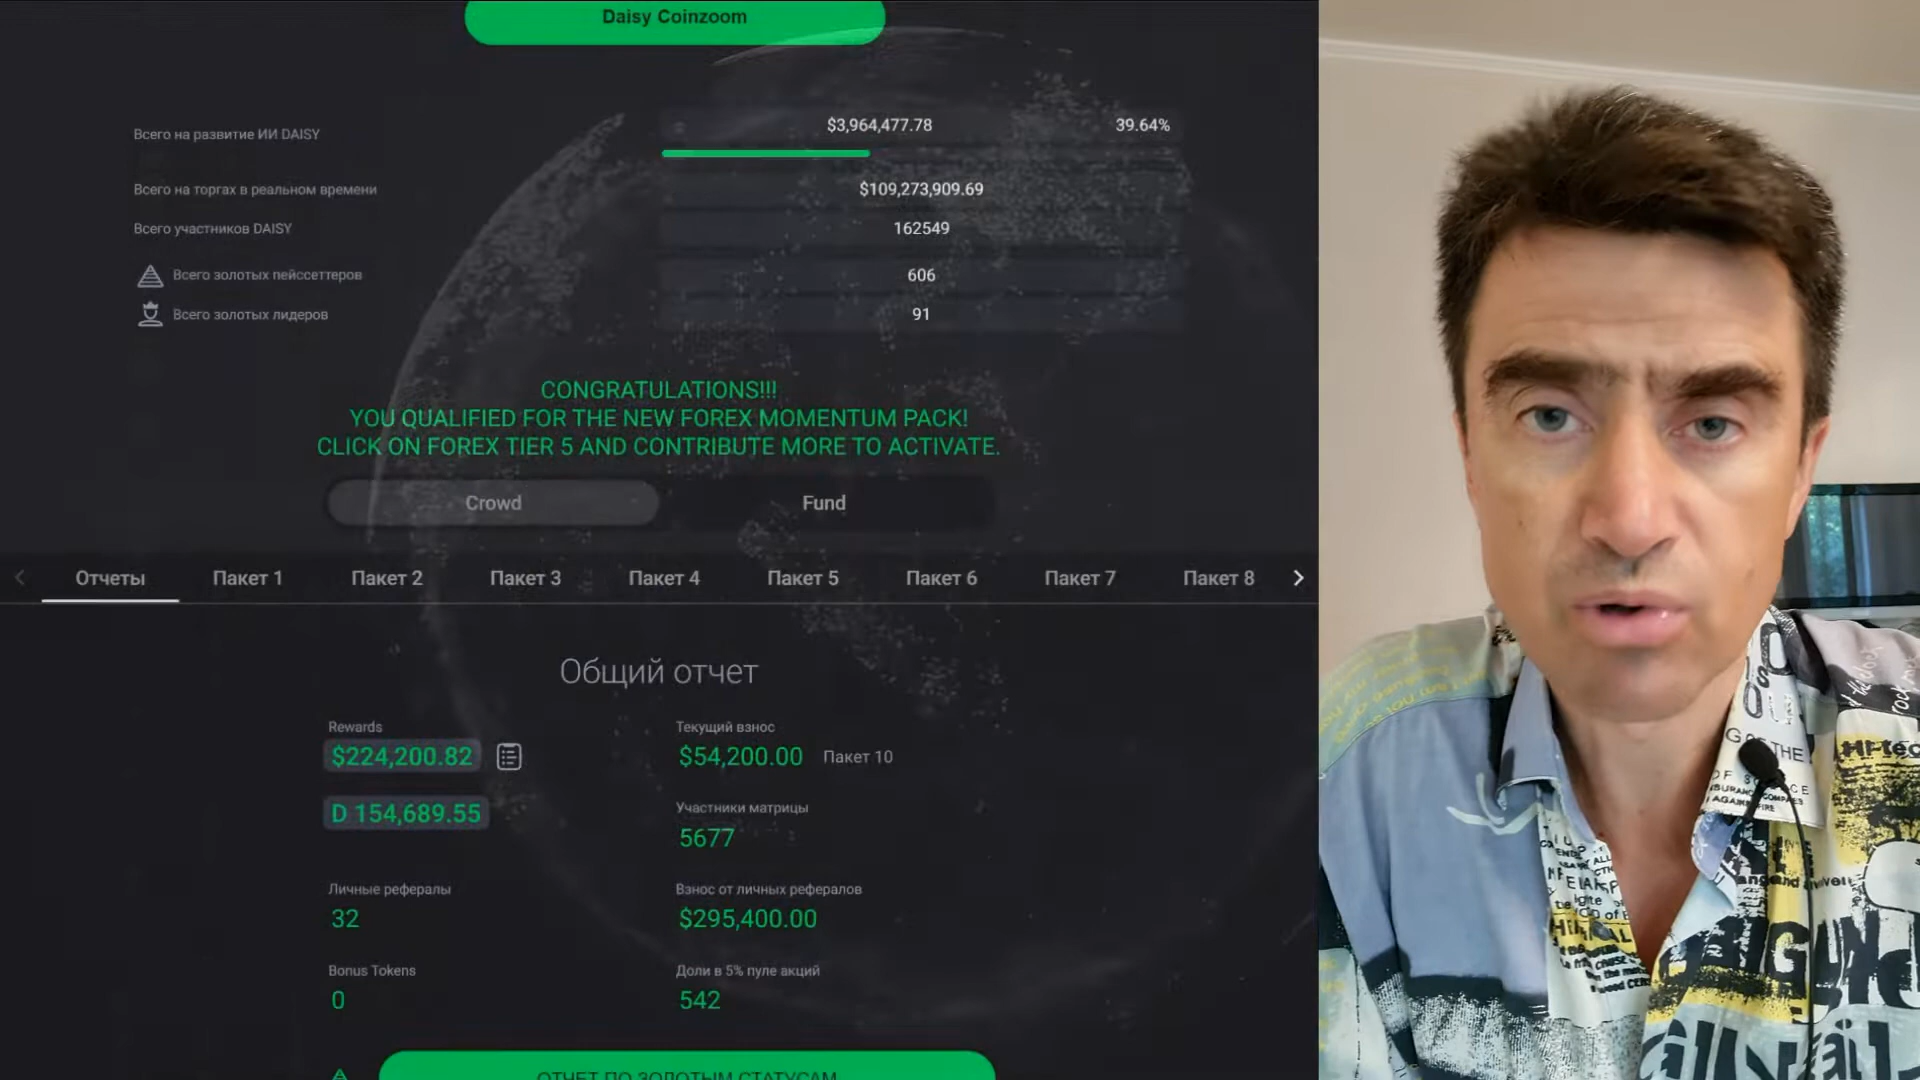 Daisy Coinzoom
Всего на развитие ИИ DAISY
$3,964,477.78 39.64%
Всего на торгах в реальном времени
$109,273,909.69
Всего участников DAISY
162549
Всего золотых пейссеттеров
606
Всего золотых лидеров
91
CONGRATULATIONS!!!
YOU QUALIFIED FOR THE NEW FOREX MOMENTUM PACK!
CLICK ON FOREX TIER 5 AND CONTRIBUTE MORE TO ACTIVATE.
Crowd Fund
Отчеты Пакет 1 Пакет 2 Пакет 3 Пакет 4 Пакет 5 Пакет 6 Пакет 7 Пакет 8
Общий отчет
Rewards
$224,200.82
D 154,689.55
Текущий взнос
$54,200.00 Пакет 10
Участники матрицы
5677
Личные рефералы
32
Взнос от личных рефералов
$295,400.00
Bonus Tokens
0
Доли в 5% пуле акций
542
ОТЧЕТ ПО ЗОЛОТЫМ СТАТУСАМ
HI-tec